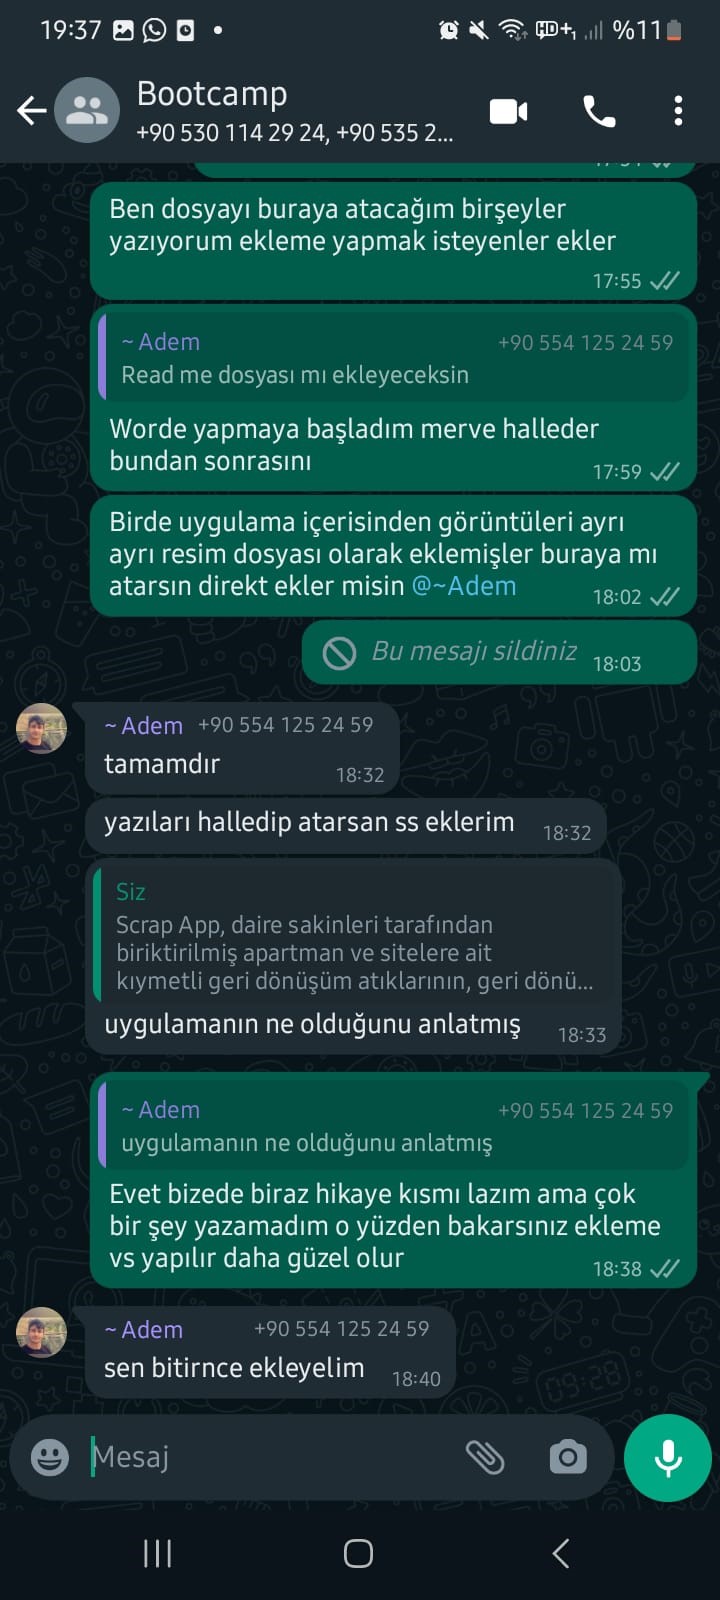 19:37
%11
Bootcamp
+90 530 114 29 24, +90 535 2...
Ben dosyayı buraya atacağım birşeyler
yazıyorum ekleme yapmak isteyenler ekler
17:55
~ Adem +90 554 125 24 59
Read me dosyası mı ekleyeceksin
Worde yapmaya başladım merve halleder
bundan sonrasını
17:59
Birde uygulama içerisinden görüntüleri ayrı
ayrı resim dosyası olarak eklemişler buraya mı
atarsın direkt ekler misin @~Adem
18:02
Bu mesajı sildiniz 18:03
~ Adem +90 554 125 24 59
tamamdır
18:32
yazıları halledip atarsan ss eklerim 18:32
Siz
Scrap App, daire sakinleri tarafından
biriktirilmiş apartman ve sitelere ait
kıymetli geri dönüşüm atıklarının, geri dönü...
uygulamanın ne olduğunu anlatmış 18:33
~ Adem +90 554 125 24 59
uygulamanın ne olduğunu anlatmış
Evet bizede biraz hikaye kısmı lazım ama çok
bir şey yazamadım o yüzden bakarsınız ekleme
vs yapılır daha güzel olur
18:38
~ Adem +90 554 125 24 59
sen bitirnce ekleyelim 18:40
Mesaj